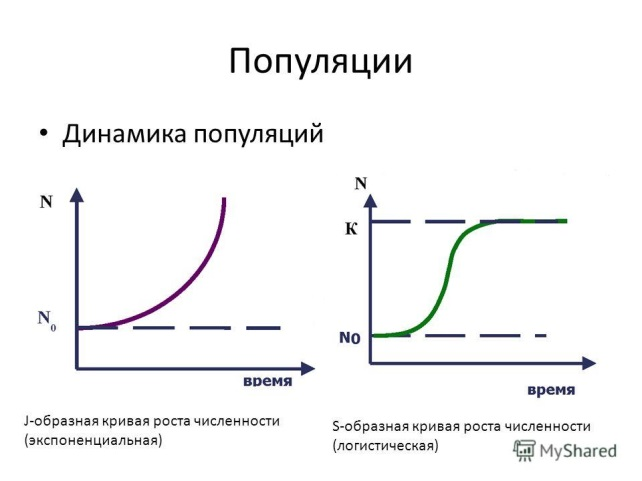 Популяции
• Динамика популяций
N
N0
время
N
К
N0
время
J-образная кривая роста численности
(экспоненциальная)
S-образная кривая роста численности
(логистическая)
MyShared